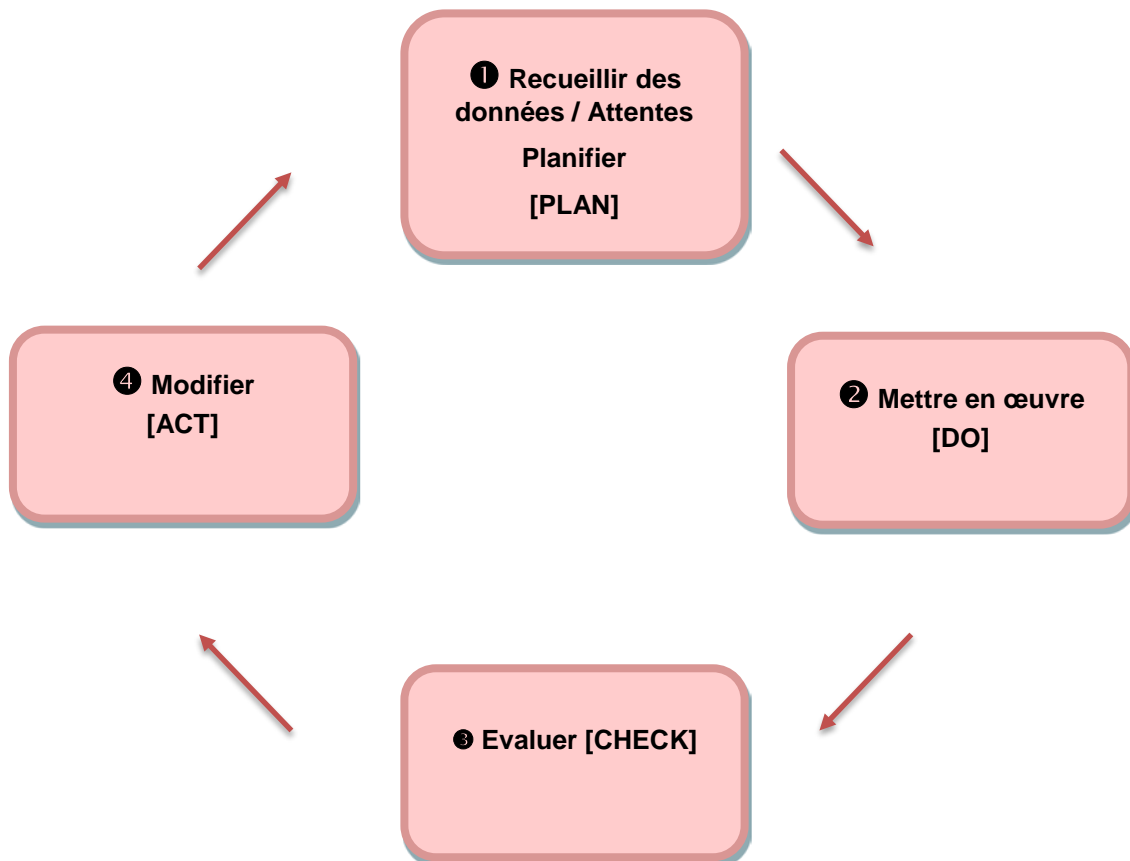 ❶ Recueillir des
données / Attentes
Planifier
[PLAN]
❷ Mettre en œuvre
[DO]
❸ Evaluer [CHECK]
❹ Modifier
[ACT]